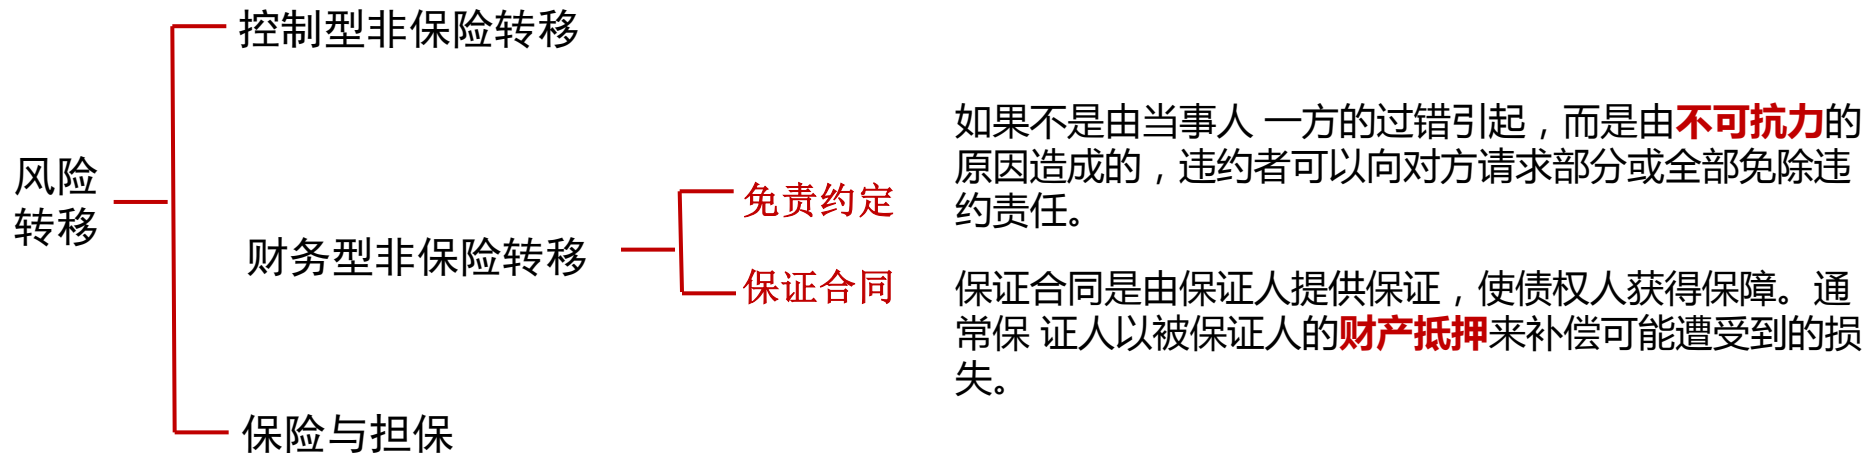 控制型非保险转移
风险
转移
财务型非保险转移
免责约定
如果不是由当事人 一方的过错引起，而是由不可抗力的
原因造成的，违约者可以向对方请求部分或全部免除违
约责任。
保证合同
保证合同是由保证人提供保证，使债权人获得保障。通
常保 证人以被保证人的财产抵押来补偿可能遭受到的损
失。
保险与担保